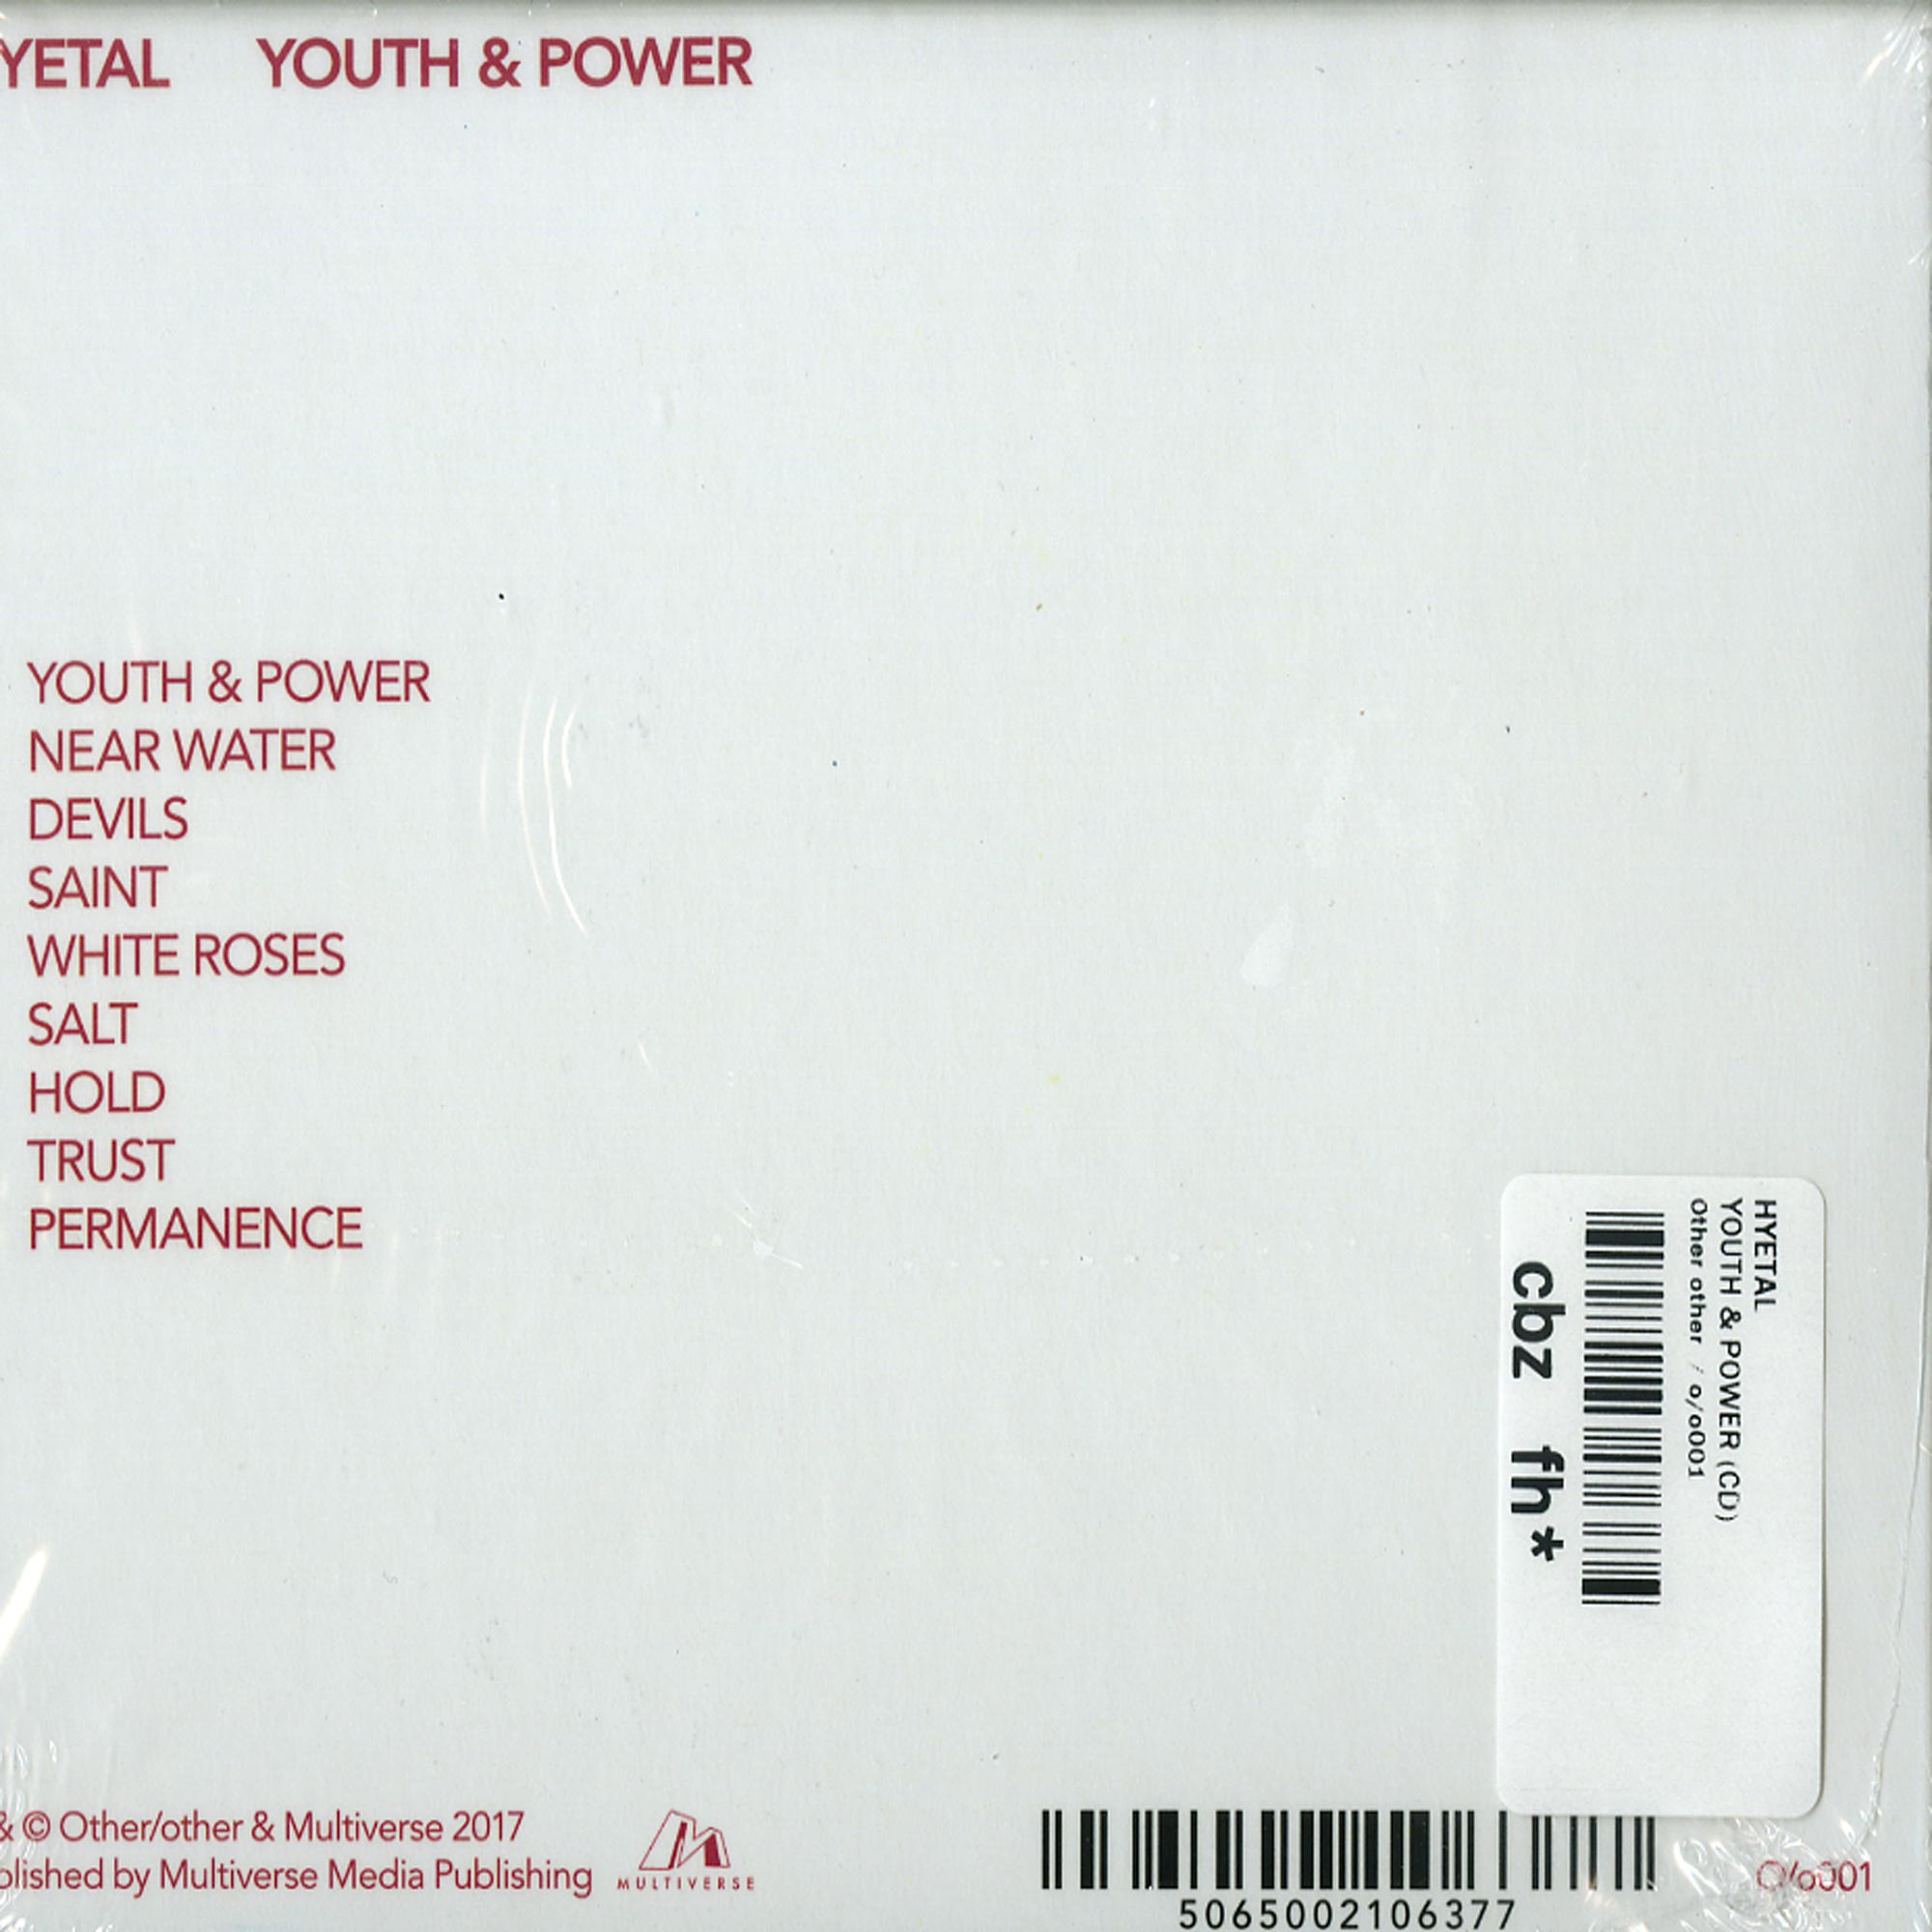 YETAL YOUTH & POWER
YOUTH & POWER
NEAR WATER
DEVILS
SAINT
WHITE ROSES
SALT
HOLD
TRUST
PERMANENCE
HYETAL
YOUTH & POWER (CD)
Other other / o/o001
cbz fh*
& © Other/other & Multiverse 2017
blished by Multiverse Media Publishing
MULTIVERSE
5065002106377
O/o001